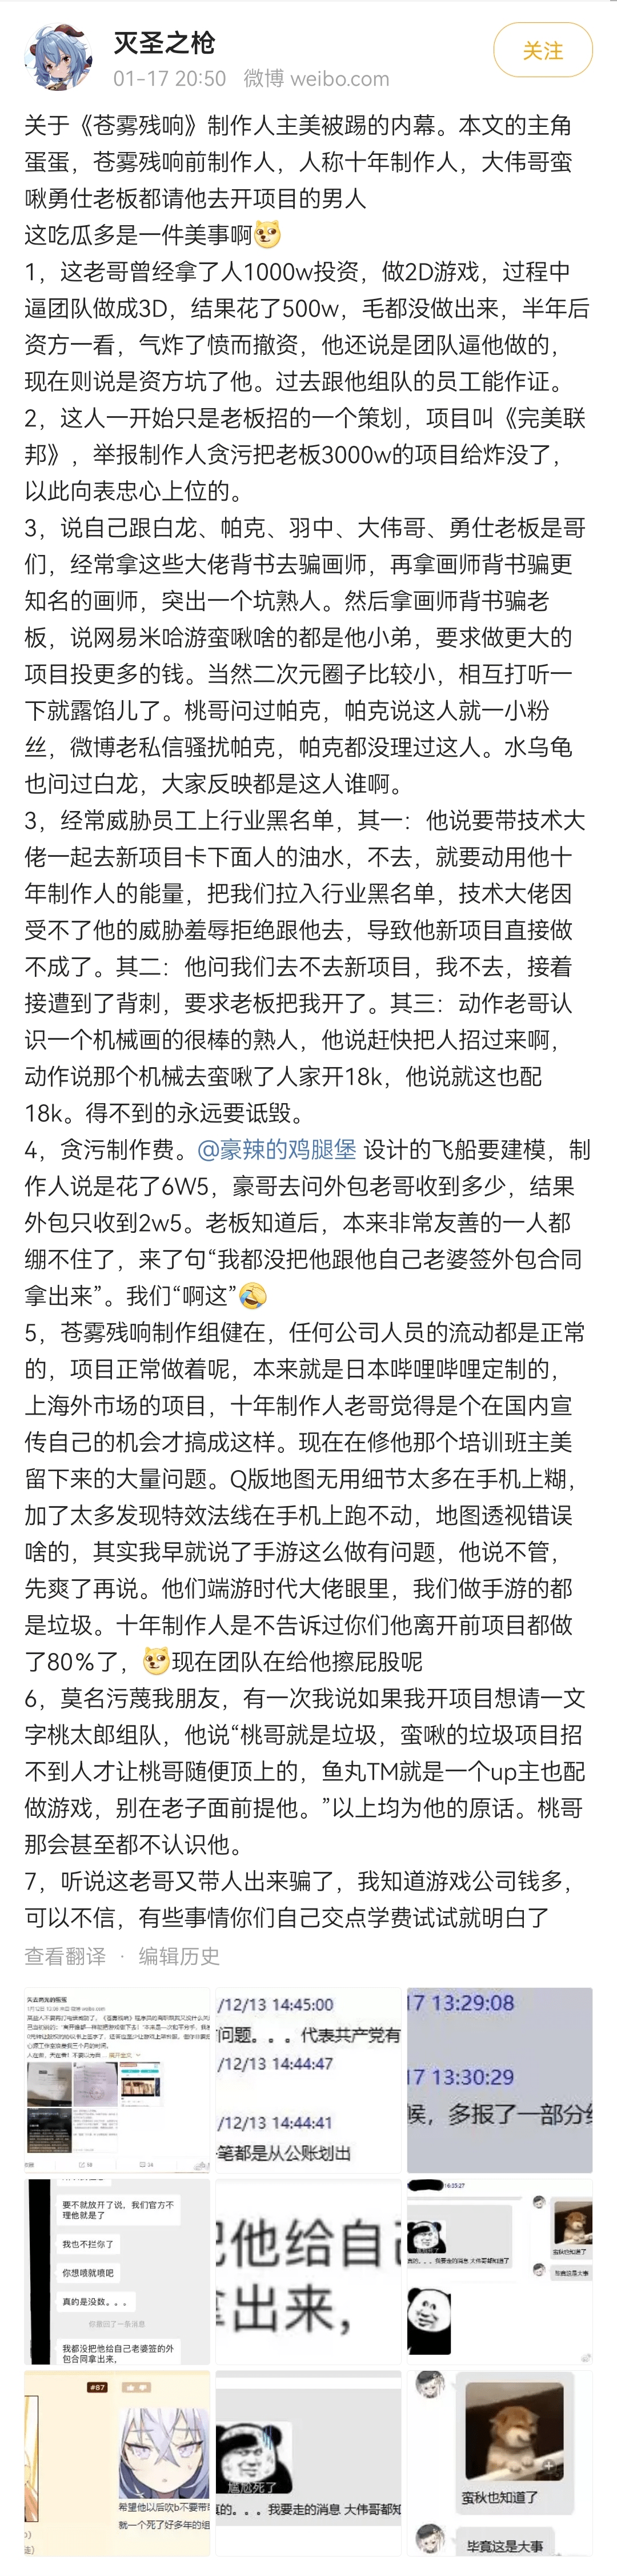 灭圣之枪
关注
01-17 20:50 微博 weibo.com
关于《苍雾残响》制作人主美被踢的内幕。本文的主角
蛋蛋，苍雾残响前制作人，人称十年制作人，大伟哥蛮
啾勇仕老板都请他去开项目的男人
这吃瓜多是一件美事啊
1，这老哥曾经拿了人1000w投资，做2D游戏，过程中
逼团队做成3D，结果花了500w，毛都没做出来，半年后
资方一看，气炸了愤而撤资，他还说是团队逼他做的，
现在则说是资方坑了他。过去跟他组队的员工能作证。
2，这人一开始只是老板招的一个策划，项目叫《完美联
邦》，举报制作人贪污把老板3000w的项目给炸没了，
以此向表忠心上位的。
3，说自己跟白龙、帕克、羽中、大伟哥、勇仕老板是哥
们，经常拿这些大佬背书去骗画师，再拿画师背书骗更
知名的画师，突出一个坑熟人。然后拿画师背书骗老
板，说网易米哈游蛮啾啥的都是他小弟，要求做更大的
项目投更多的钱。当然二次元圈子比较小，相互打听一
下就露馅儿了。桃哥问过帕克，帕克说这人就一小粉
丝，微博老私信骚扰帕克，帕克都没理过这人。水乌龟
也问过白龙，大家反映都是这人谁啊。
3，经常威胁员工上行业黑名单，其一：他说要带技术大
佬一起去新项目卡下面人的油水，不去，就要动用他十
年制作人的能量，把我们拉入行业黑名单，技术大佬因
受不了他的威胁羞辱拒绝跟他去，导致他新项目直接做
不成了。其二：他问我们去不去新项目，我不去，接着
接遭到了背刺，要求老板把我开了。其三：动作老哥认
识一个机械画的很棒的熟人，他说赶快把人招过来啊，
动作说那个机械去蛮啾了人家开18k，他说就这也配
18k。得不到的永远要诋毁。
4，贪污制作费。@豪辣的鸡腿堡 设计的飞船要建模，制
作人说是花了6W5，豪哥去问外包老哥收到多少，结果
外包只收到2w5。老板知道后，本来非常友善的一人都
绷不住了，来了句“我都没把他跟他自己老婆签外包合同
拿出来”。我们“啊这”
5，苍雾残响制作组健在，任何公司人员的流动都是正常
的，项目正常做着呢，本来就是日本哔哩哔哩定制的，
上海外市场的项目，十年制作人老哥觉得是个在国内宣
传自己的机会才搞成这样。现在在修他那个培训班主美
留下来的大量问题。Q版地图无用细节太多在手机上糊，
加了太多发现特效法线在手机上跑不动，地图透视错误
啥的，其实我早就说了手游这么做有问题，他说不管，
先爽了再说。他们端游时代大佬眼里，我们做手游的都
是垃圾。十年制作人是不告诉过你们他离开前项目都做
了80%了，现在团队在给他擦屁股呢
6，莫名污蔑我朋友，有一次我说如果我开项目想请一文
字桃太郎组队，他说“桃哥就是垃圾，蛮啾的垃圾项目招
不到人才让桃哥随便顶上的，鱼丸TM就是一个up主也配
做游戏，别在老子面前提他。”以上均为他的原话。桃哥
那会甚至都不认识他。
7，听说这老哥又带人出来骗了，我知道游戏公司钱多，
可以不信，有些事情你们自己交点学费试试就明白了
查看翻译 · 编辑历史
/12/13 14:45:00
问题。。。代表共产党有
/12/13 14:44:47
/12/13 14:44:41
笔都是从公账划出
17 13:29:08
17 13:30:29
候，多报了一部分
要不就放开了说，我们官方不
理他就是了
我也不拦你了
你想喷就喷吧
真的是没数。。。
你撤回了一条消息
我都没把他给自己老婆签的外
包合同拿出来，
他给自
出来，
16:35:27
真的。。。我要走的消息 大伟哥都知道了
蛮秋也知道了
毕竟这是大事
#87
希望他以后吹b不要带
就一个死了好多年的组
尴尬死了
真的。。。我要走的消息 大伟哥都知
蛮秋也知道了
毕竟这是大事